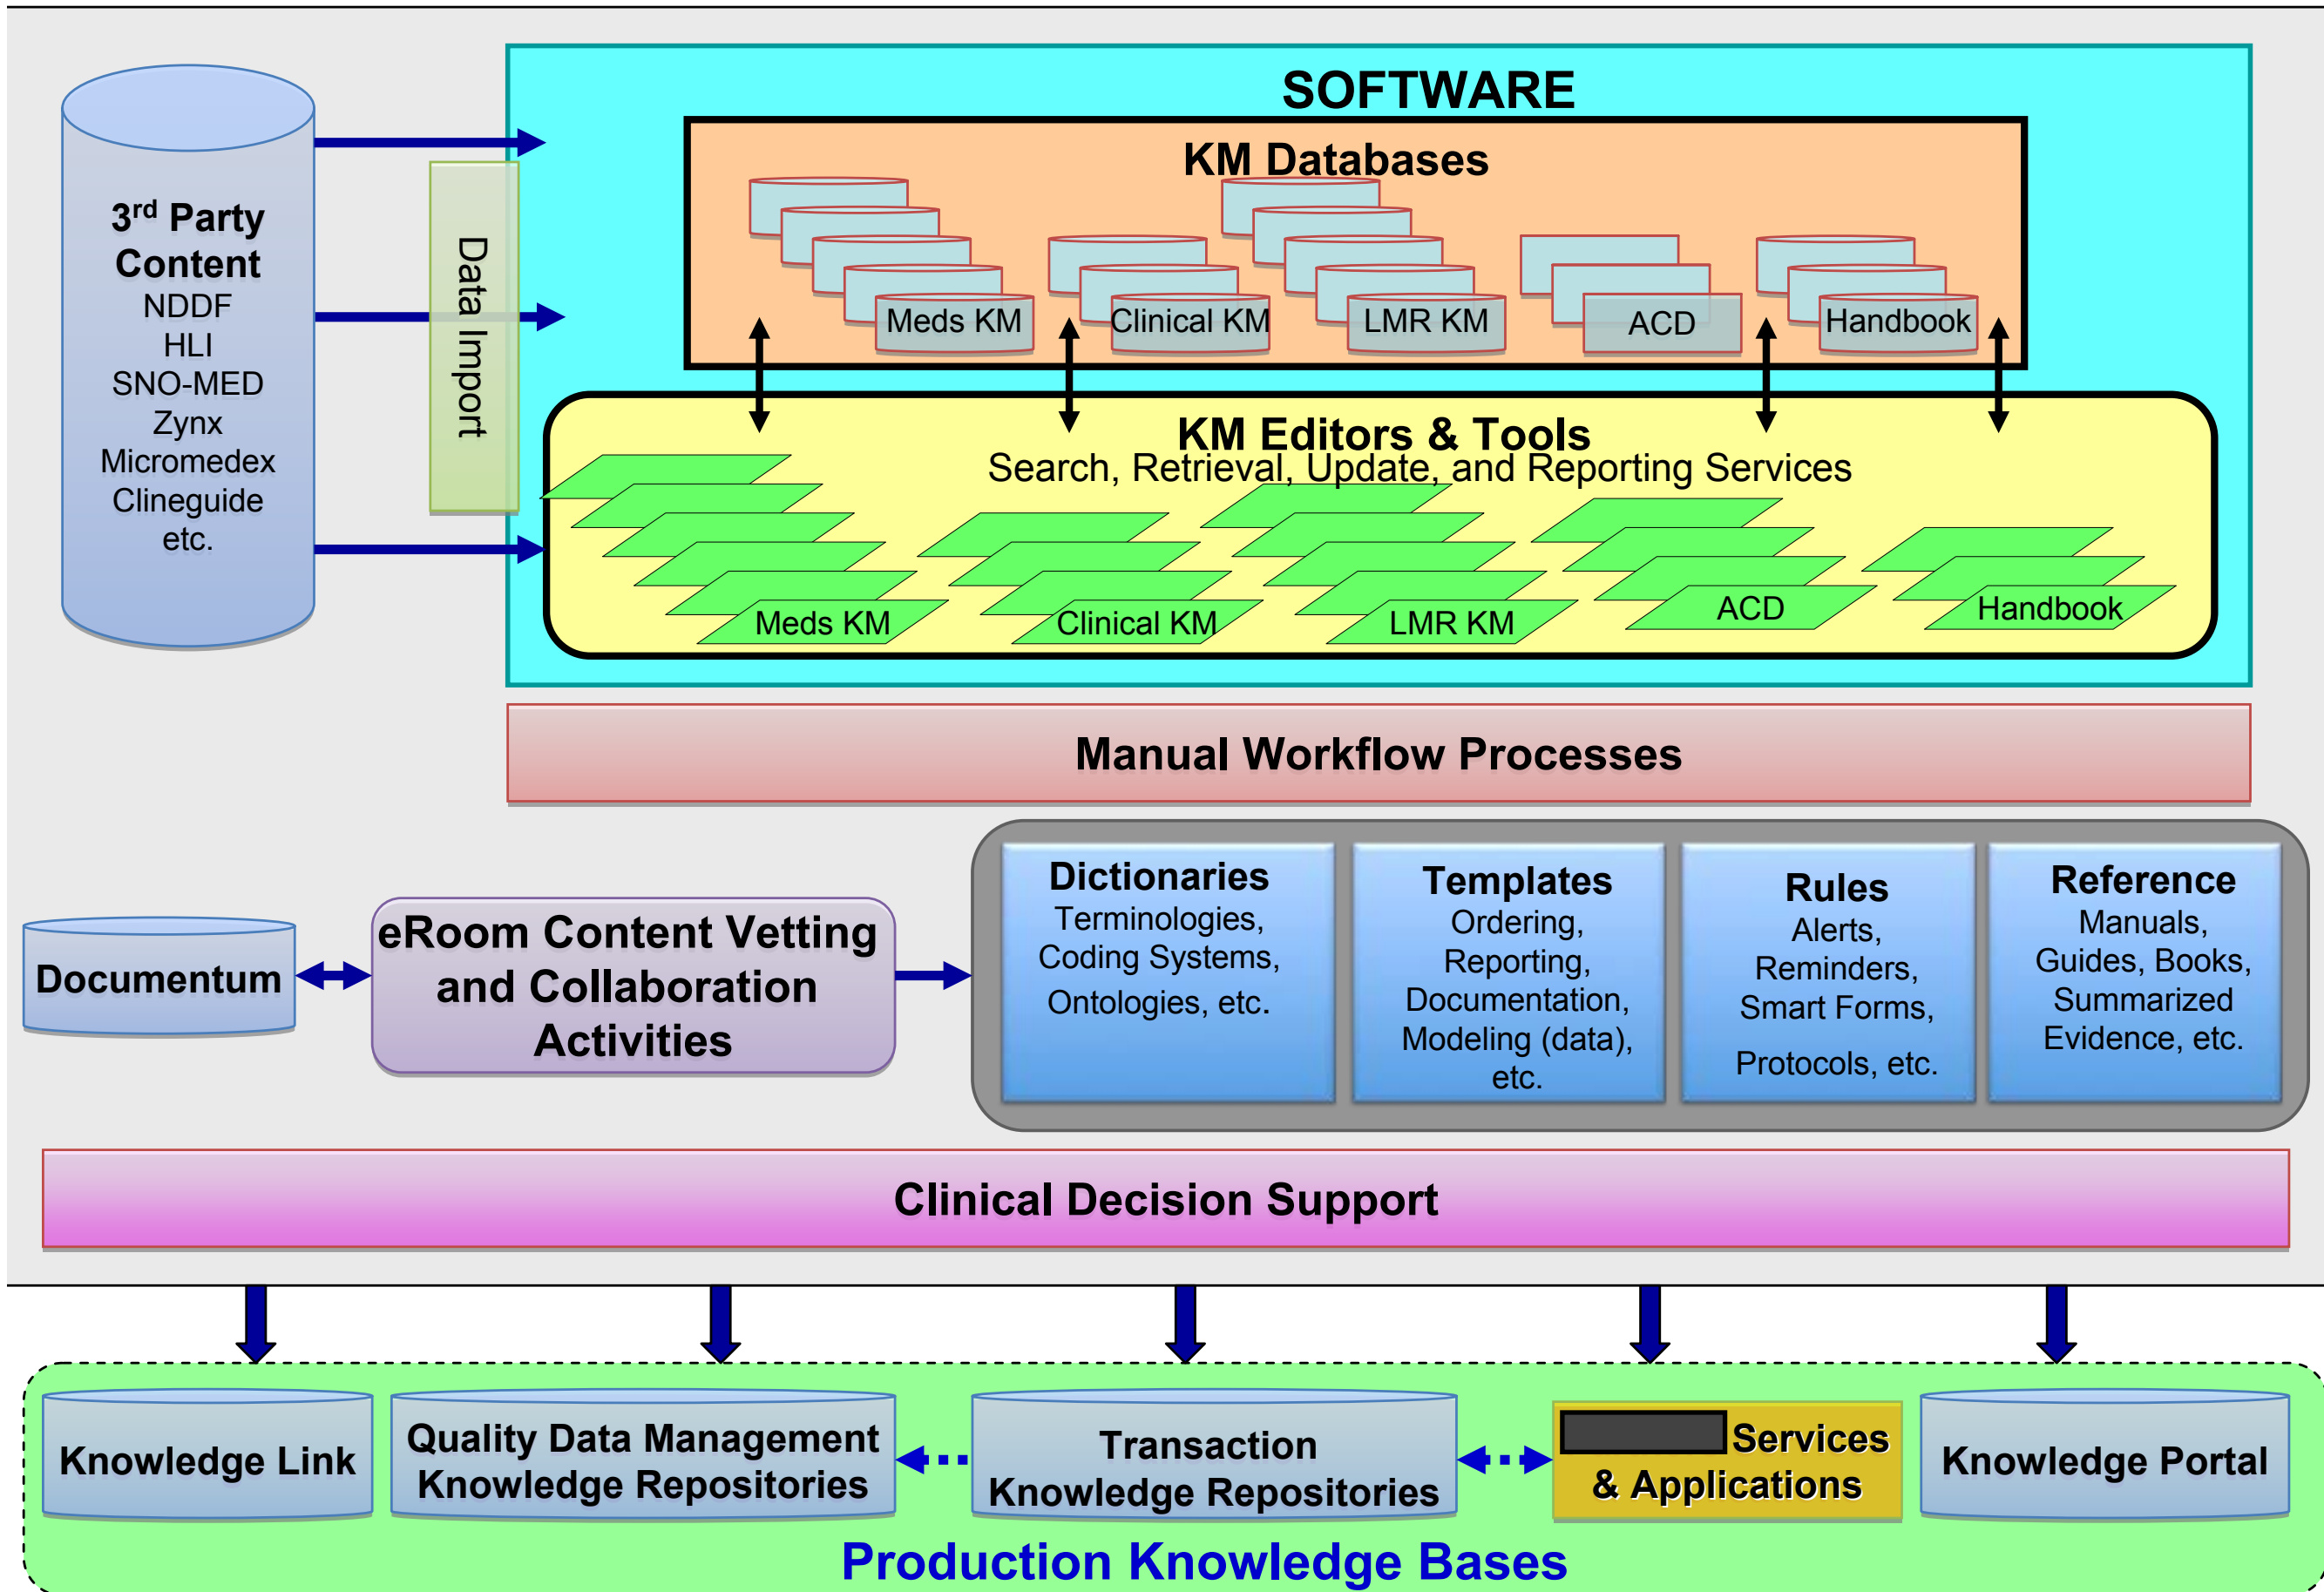 SOFTWARE
3rd Party
Content
NDDF
HLI
SNO-MED
Zynx
Micromedex
Clineguide
etc.
Data Import
KM Databases
Meds KM
Clinical KM
LMR KM
ACD
Handbook
KM Editors & Tools
Search, Retrieval, Update, and Reporting Services
Meds KM
Clinical KM
LMR KM
ACD
Handbook
Manual Workflow Processes
Documentum
eRoom Content Vetting
and Collaboration
Activities
Dictionaries
Terminologies,
Coding Systems,
Ontologies, etc.
Templates
Ordering,
Reporting,
Documentation,
Modeling (data),
etc.
Rules
Alerts,
Reminders,
Smart Forms,
Protocols, etc.
Reference
Manuals,
Guides, Books,
Summarized
Evidence, etc.
Clinical Decision Support
Knowledge Link
Quality Data Management
Knowledge Repositories
Transaction
Knowledge Repositories
Services
& Applications
Knowledge Portal
Production Knowledge Bases